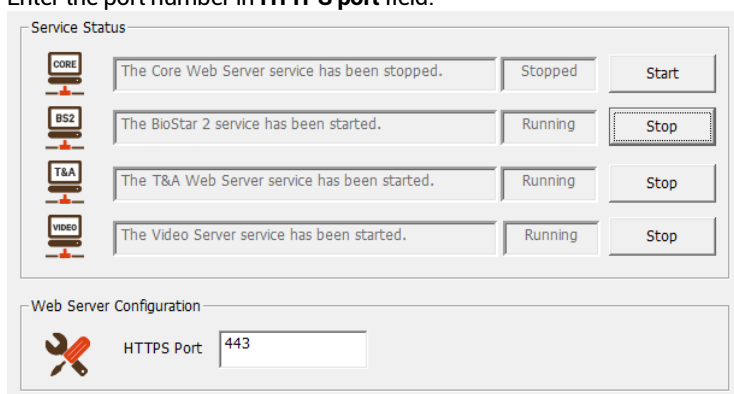 Enter the port number in HTTPS port field.
Service Status
CORE The Core Web Server service has been stopped. Stopped Start
BS2 The BioStar 2 service has been started. Running Stop
T&A The T&A Web Server service has been started. Running Stop
VIDEO The Video Server service has been started. Running Stop
Web Server Configuration
HTTPS Port 443